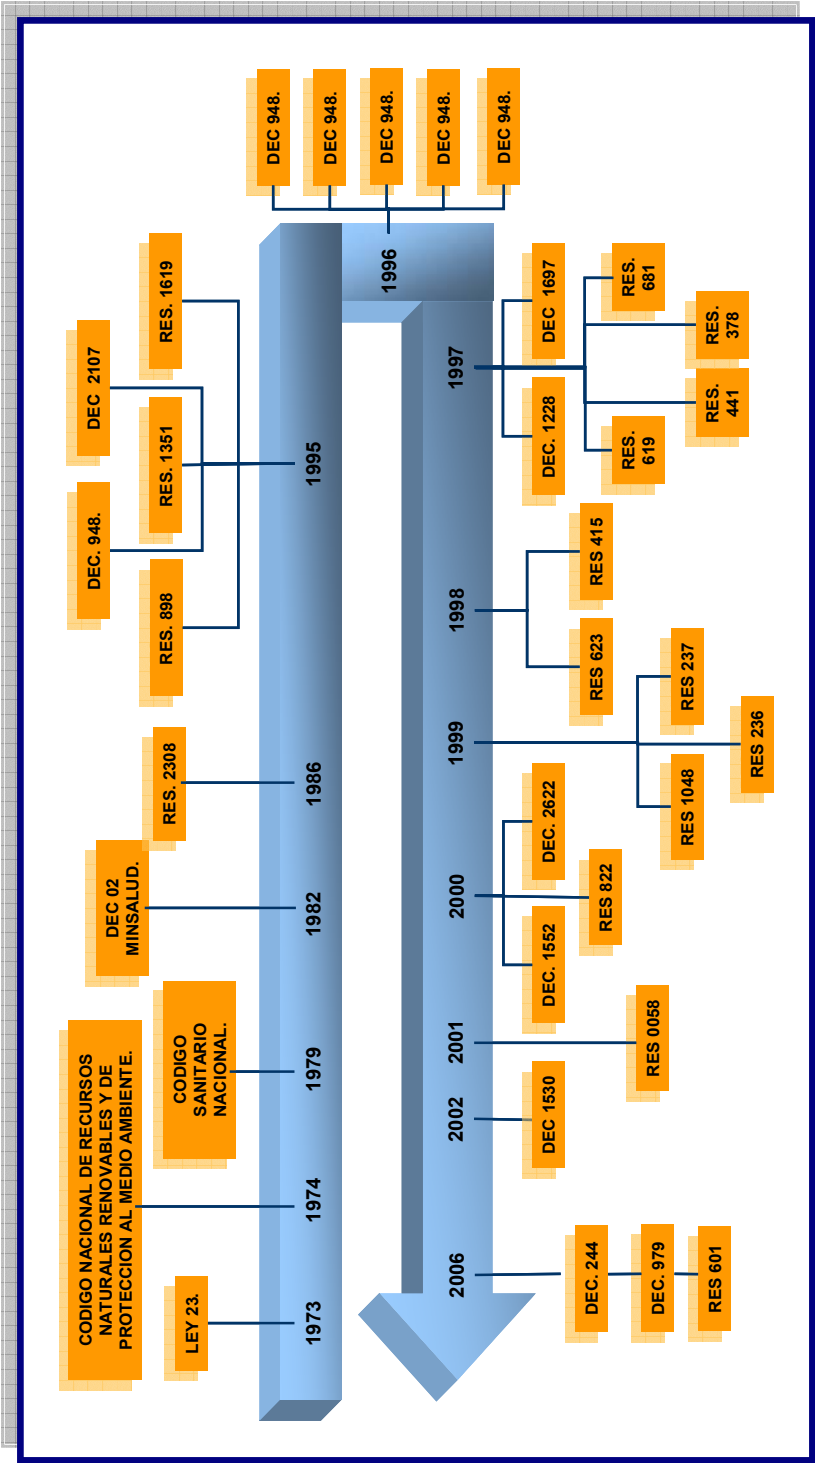 CODIGO NACIONAL DE RECURSOS
NATURALES RENOVABLES Y DE
PROTECCION AL MEDIO AMBIENTE.
LEY 23.
CODIGO
SANITARIO
NACIONAL.
DEC 02
MINSALUD.
RES. 2308
DEC. 948.
DEC  2107
RES. 898
RES. 1351
RES. 1619
1973
1974
1979
1982
1986
1995
DEC 948.
DEC 948.
DEC 948.
DEC 948.
DEC 948.
1996
2006
2002
2001
2000
1999
1998
1997
DEC. 244
DEC. 979
RES 601
DEC 1530
RES 0058
DEC. 1552
DEC. 2622
RES 822
RES 1048
RES 237
RES 236
RES 623
RES 415
DEC. 1228
DEC  1697
RES.
619
RES.
681
RES.
441
RES.
378